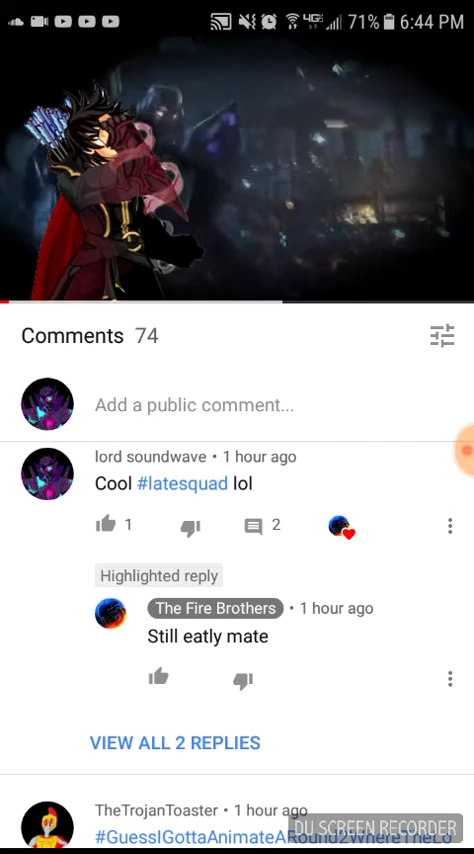 4G 71% 6:44 PM
Comments 74
Add a public comment...
lord soundwave • 1 hour ago
Cool #latesquad lol
1 2
Highlighted reply
The Fire Brothers • 1 hour ago
Still eatly mate
VIEW ALL 2 REPLIES
TheTrojanToaster • 1 hour ago
DU SCREEN RECORDER
#GuessIGottaAnimateARound2WhereTheLo